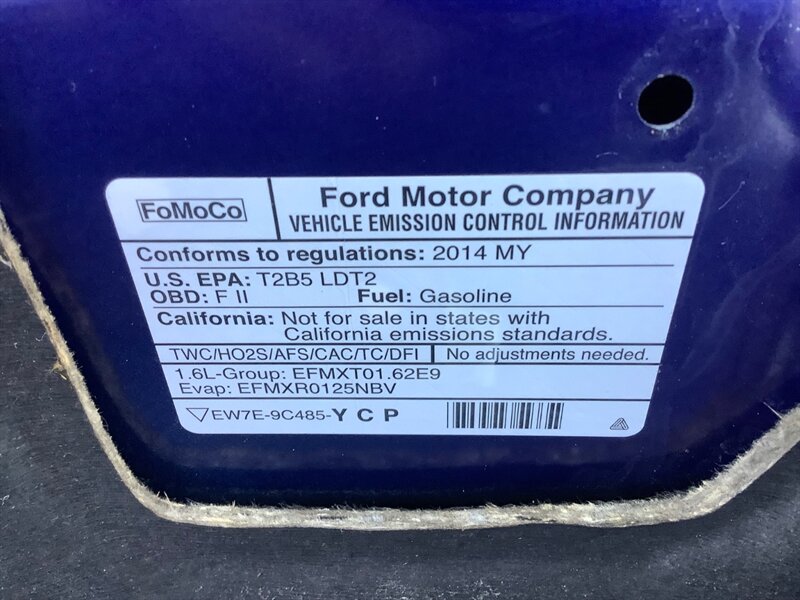 FoMoCo
Ford Motor Company
VEHICLE EMISSION CONTROL INFORMATION
Conforms to regulations: 2014 MY
U.S. EPA: T2B5 LDT2
OBD: F II Fuel: Gasoline
California: Not for sale in states with
California emissions standards.
TWC/HO2S/AFS/CAC/TC/DFI No adjustments needed.
1.6L-Group: EFMXT01.62E9
Evap: EFMXR0125NBV
EW7E-9C485-Y C P